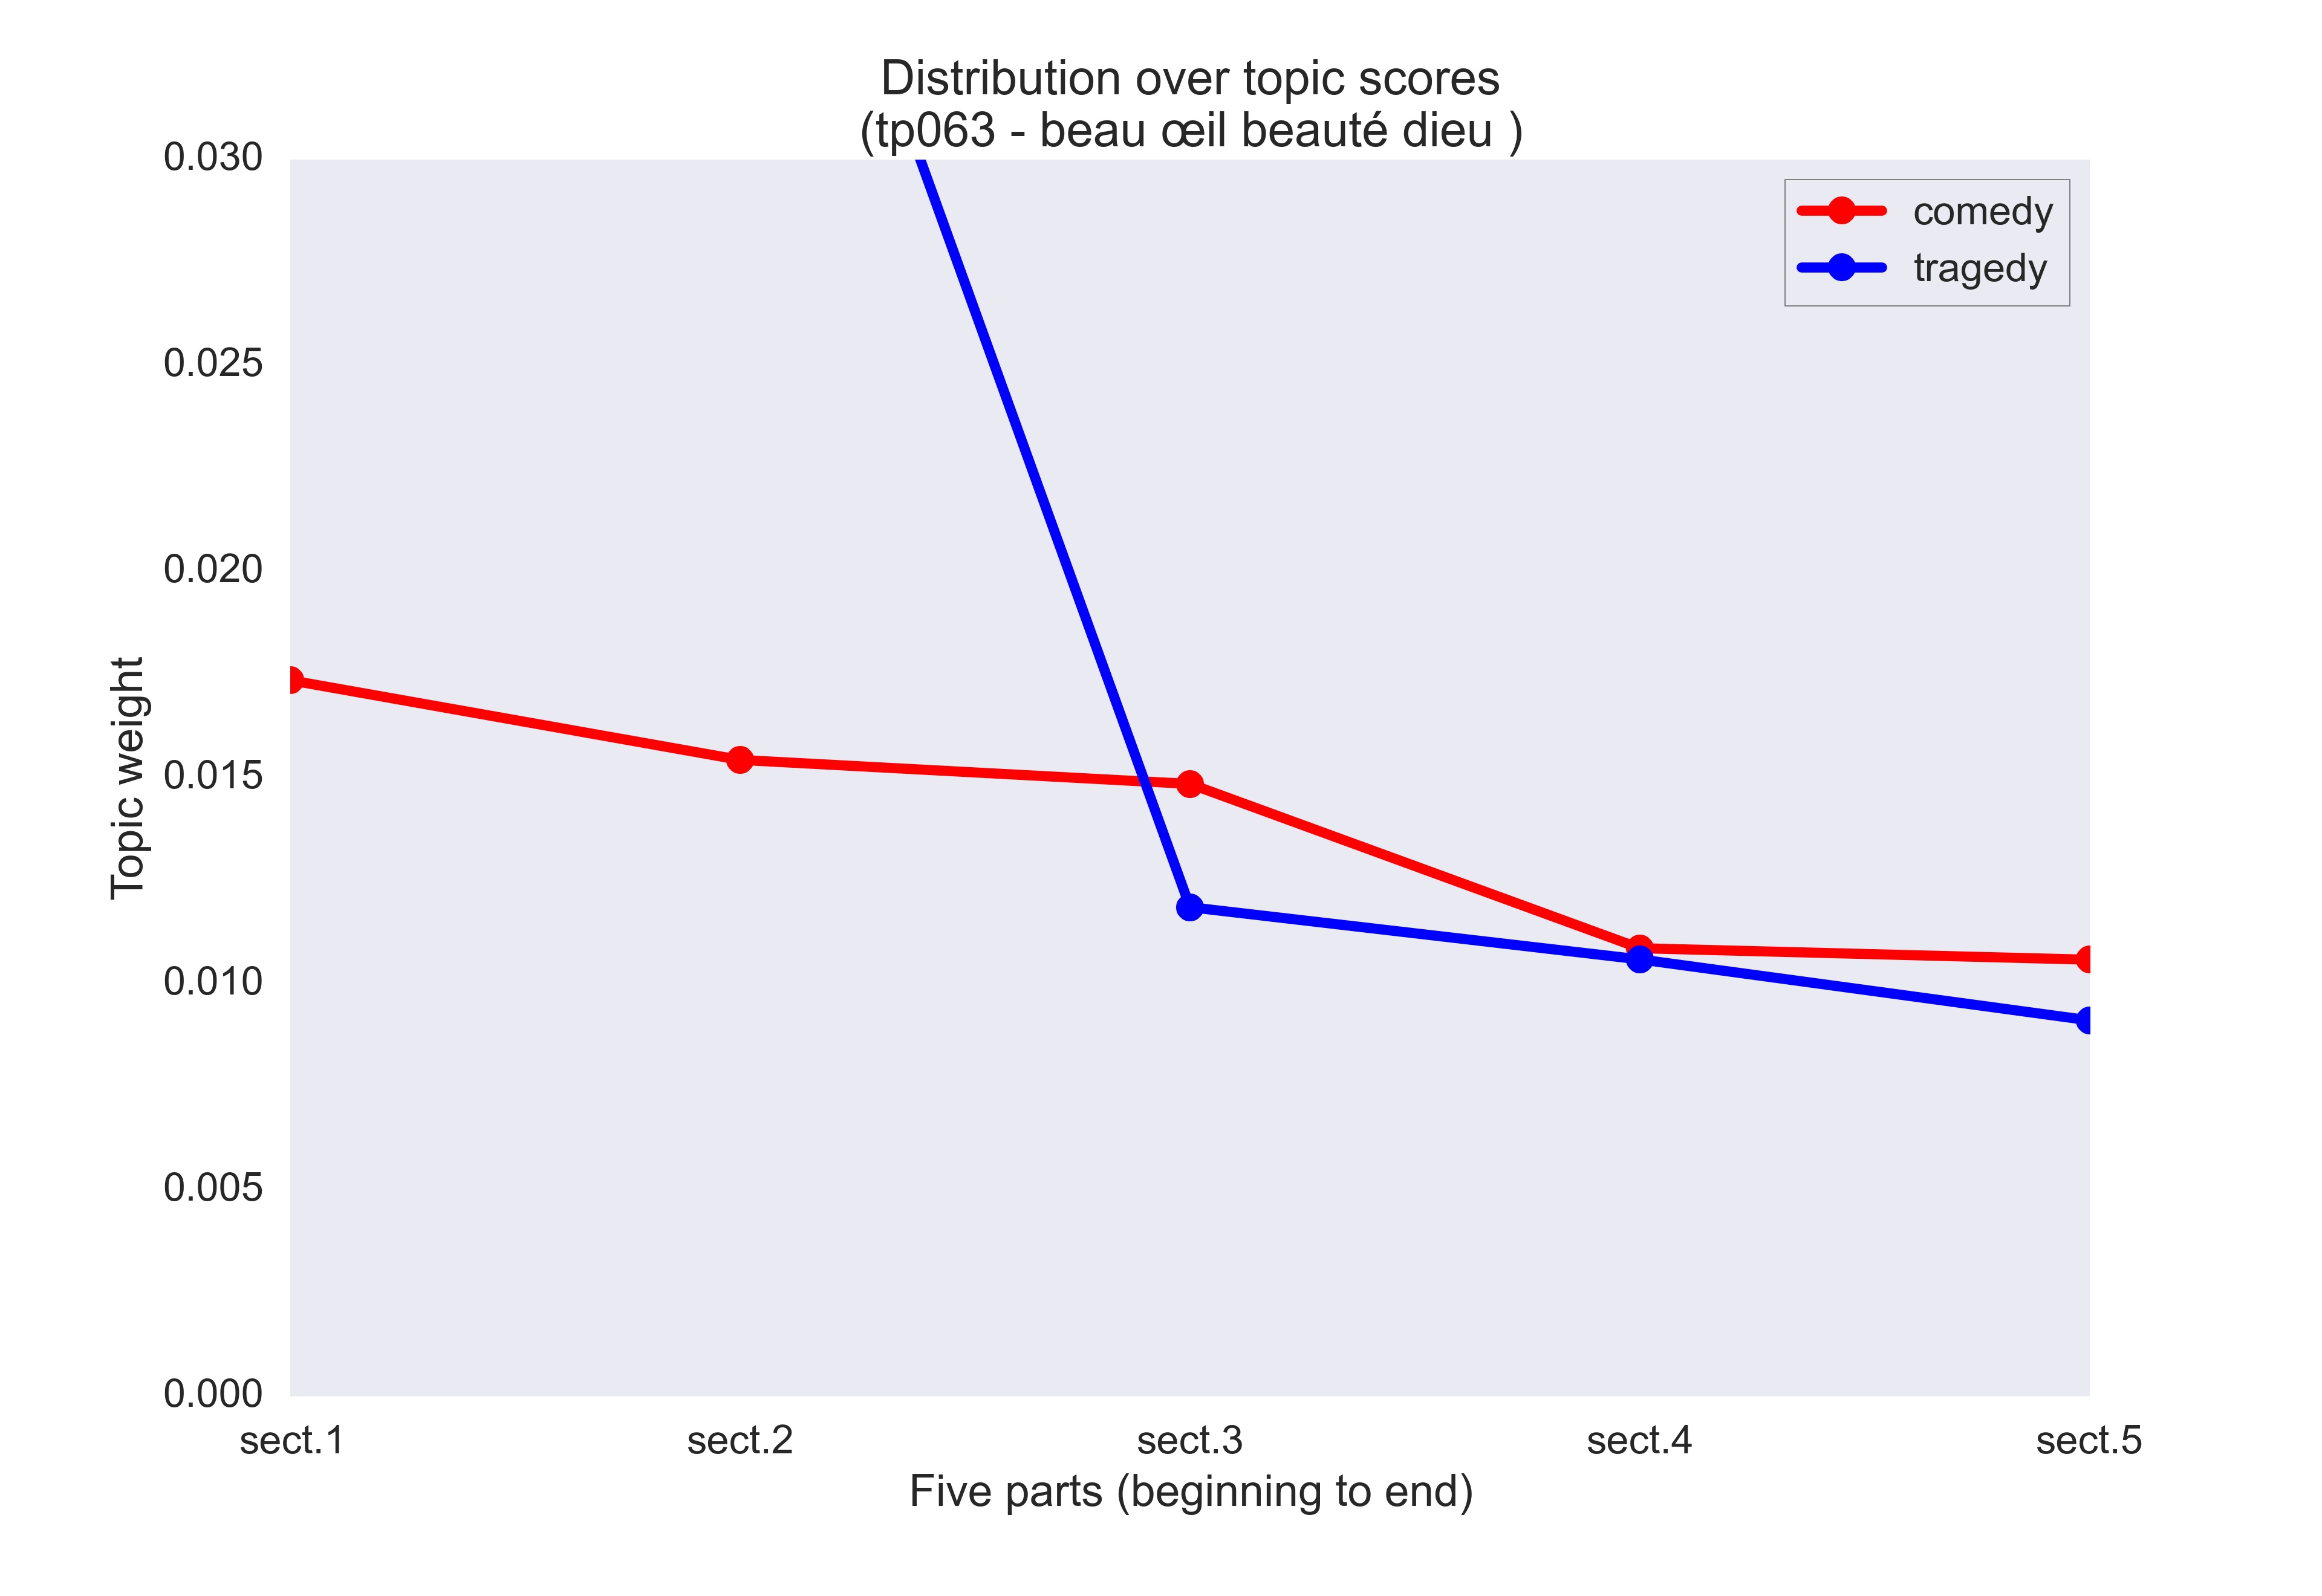 Distribution over topic scores
(tp063 - beau œil beauté dieu )
0.030
0.025
0.020
0.015
0.010
0.005
0.000
Topic weight
comedy
tragedy
sect.1
sect.2
sect.3
sect.4
sect.5
Five parts (beginning to end)